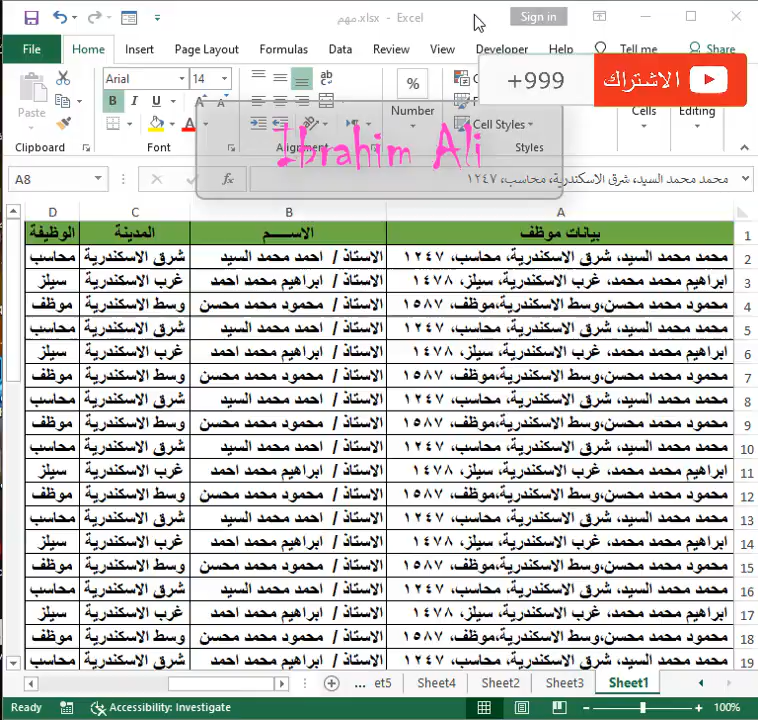 مهم.xlsx - Excel
Sign in
File Home Insert Page Layout Formulas Data Review View Developer Help Tell me Share
+999 الاشتراك
Paste
Arial 14
B I U
A A
ab
%
Number
Cell Styles
Cells
Editing
Clipboard Font Alignment Styles
Ibrahim Ali
A8 fx محمد محمد السيد، شرق الاسكندرية، محاسب، ١٢٤٧
D C B A
1 بيانات موظف الاســـم المدينة الوظيفة
2 محمد محمد السيد، شرق الاسكندرية، محاسب، ١٢٤٧ الاستاذ / احمد محمد السيد شرق الاسكندرية محاسب
3 ابراهيم محمد محمد، غرب الاسكندرية، سيلز، ١٤٧٨ الاستاذ / ابراهيم محمد احمد غرب الاسكندرية سيلز
4 محمود محمد محسن،وسط الاسكندرية،موظف، ١٥٨٧ الاستاذ / محمود محمد محسن وسط الاسكندرية موظف
5 محمد محمد السيد، شرق الاسكندرية، محاسب، ١٢٤٧ الاستاذ / احمد محمد السيد شرق الاسكندرية محاسب
6 ابراهيم محمد محمد، غرب الاسكندرية، سيلز، ١٤٧٨ الاستاذ / ابراهيم محمد احمد غرب الاسكندرية سيلز
7 محمود محمد محسن،وسط الاسكندرية،موظف، ١٥٨٧ الاستاذ / محمود محمد محسن وسط الاسكندرية موظف
8 محمد محمد السيد، شرق الاسكندرية، محاسب، ١٢٤٧ الاستاذ / احمد محمد السيد شرق الاسكندرية محاسب
9 محمود محمد محسن،وسط الاسكندرية،موظف، ١٥٨٧ الاستاذ / محمود محمد محسن وسط الاسكندرية موظف
10 محمد محمد السيد، شرق الاسكندرية، محاسب، ١٢٤٧ الاستاذ / احمد محمد السيد شرق الاسكندرية محاسب
11 ابراهيم محمد محمد، غرب الاسكندرية، سيلز، ١٤٧٨ الاستاذ / ابراهيم محمد احمد غرب الاسكندرية سيلز
12 محمود محمد محسن،وسط الاسكندرية،موظف، ١٥٨٧ الاستاذ / محمود محمد محسن وسط الاسكندرية موظف
13 محمد محمد السيد، شرق الاسكندرية، محاسب، ١٢٤٧ الاستاذ / احمد محمد السيد شرق الاسكندرية محاسب
14 ابراهيم محمد محمد، غرب الاسكندرية، سيلز، ١٤٧٨ الاستاذ / ابراهيم محمد احمد غرب الاسكندرية سيلز
15 محمود محمد محسن،وسط الاسكندرية،موظف، ١٥٨٧ الاستاذ / محمود محمد محسن وسط الاسكندرية موظف
16 محمد محمد السيد، شرق الاسكندرية، محاسب، ١٢٤٧ الاستاذ / احمد محمد السيد شرق الاسكندرية محاسب
17 ابراهيم محمد محمد، غرب الاسكندرية، سيلز، ١٤٧٨ الاستاذ / ابراهيم محمد احمد غرب الاسكندرية سيلز
18 محمود محمد محسن،وسط الاسكندرية،موظف، ١٥٨٧ الاستاذ / محمود محمد محسن وسط الاسكندرية موظف
19 محمد محمد السيد، شرق الاسكندرية، محاسب، ١٢٤٧ الاستاذ / ابراهيم محمد احمد غرب الاسكندرية محاسب
... et5 Sheet4 Sheet2 Sheet3 Sheet1
Ready Accessibility: Investigate 100%